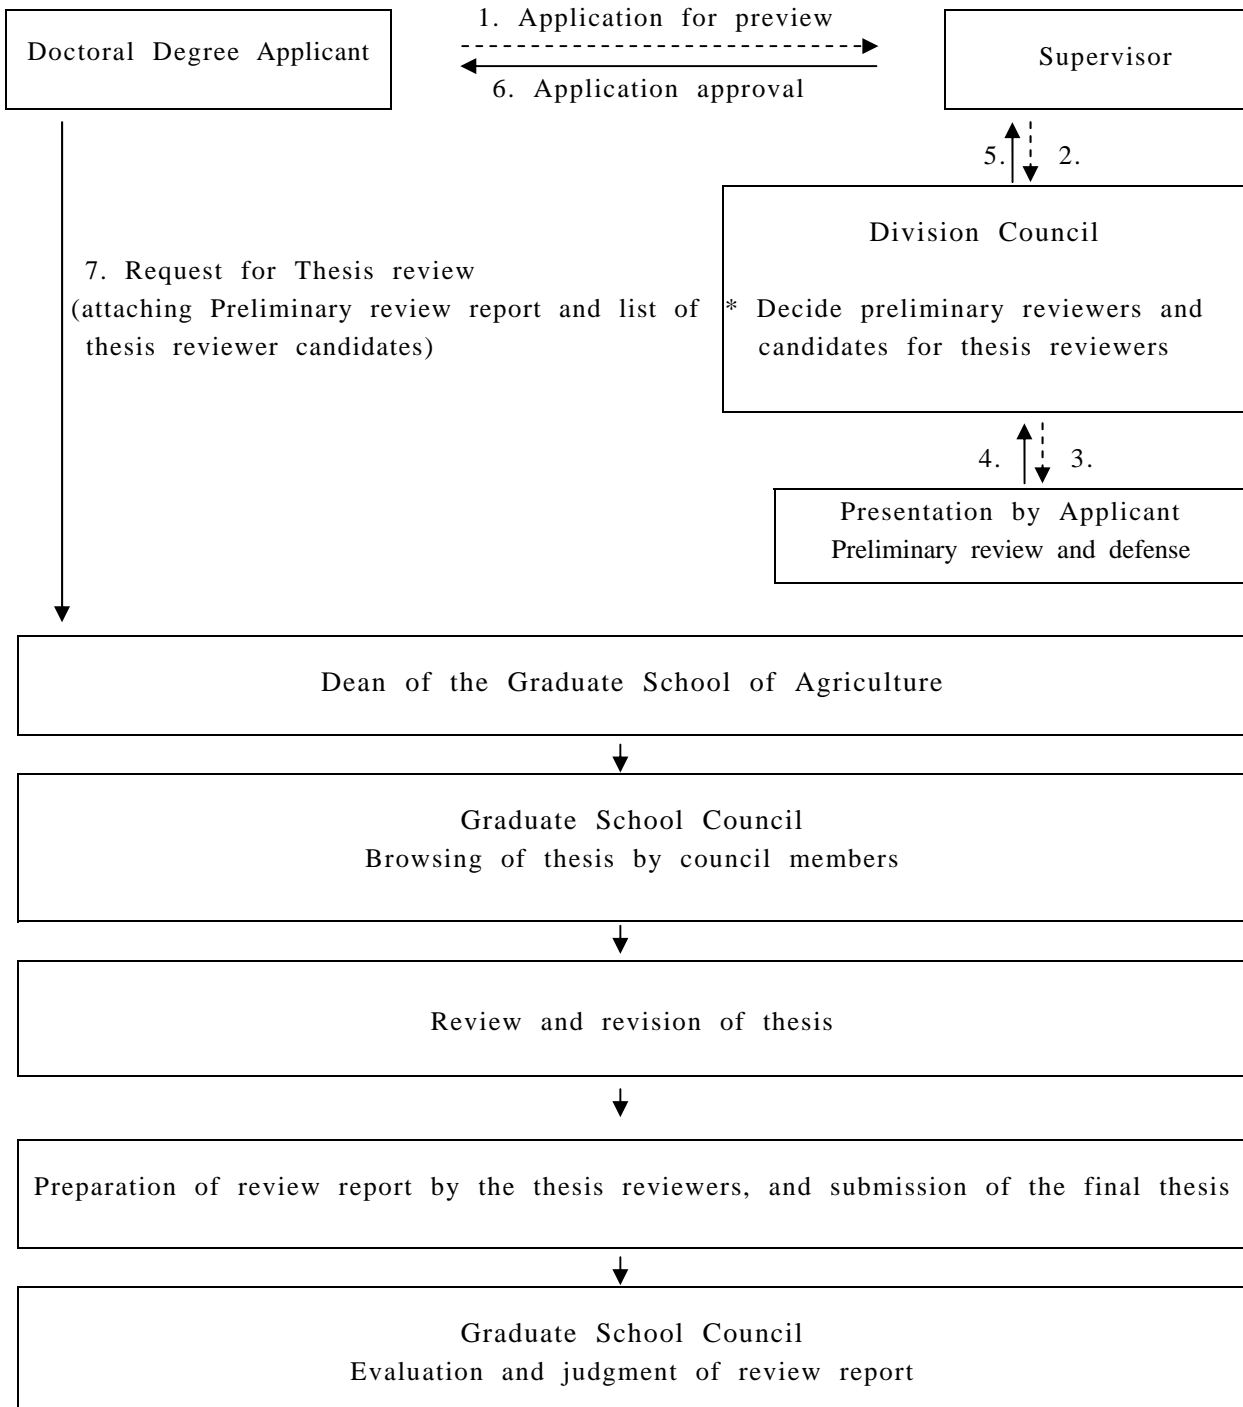 1. Application for preview
Doctoral Degree Applicant
Supervisor
6. Application approval
5.
2.
Division Council
7. Request for Thesis review
(attaching Preliminary review report and list of
thesis reviewer candidates)
* Decide preliminary reviewers and
candidates for thesis reviewers
4.
3.
Presentation by Applicant
Preliminary review and defense
Dean of the Graduate School of Agriculture
Graduate School Council
Browsing of thesis by council members
Review and revision of thesis
Preparation of review report by the thesis reviewers, and submission of the final thesis
Graduate School Council
Evaluation and judgment of review report